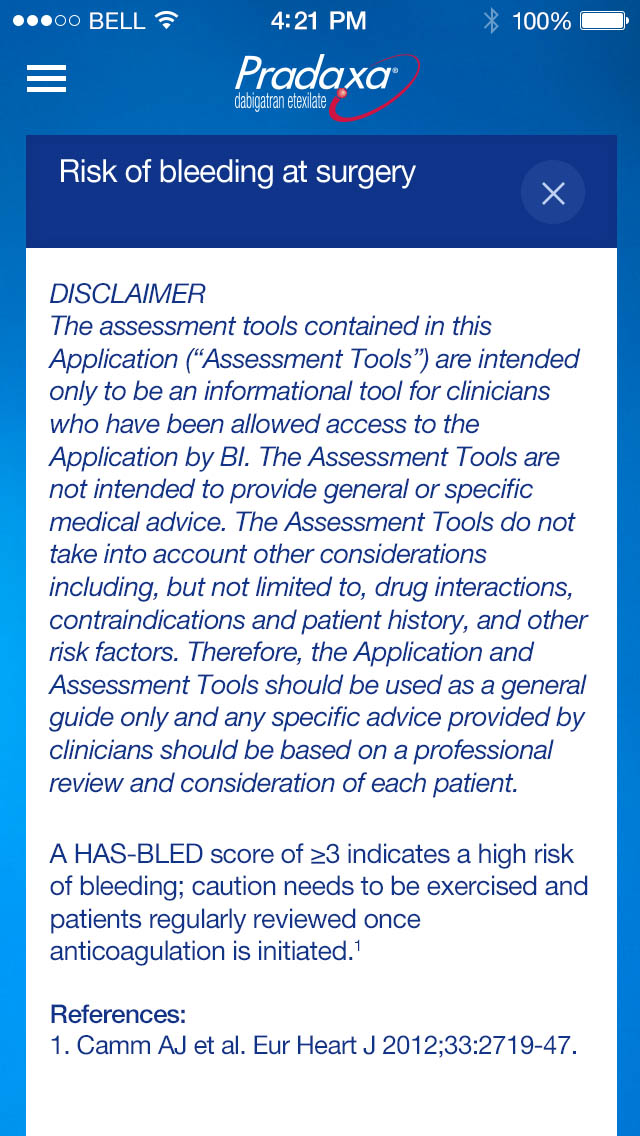 BELL 4:21 PM 100%
Pradaxa®
dabigatran etexilate
Risk of bleeding at surgery
DISCLAIMER
The assessment tools contained in this
Application (“Assessment Tools”) are intended
only to be an informational tool for clinicians
who have been allowed access to the
Application by BI. The Assessment Tools are
not intended to provide general or specific
medical advice. The Assessment Tools do not
take into account other considerations
including, but not limited to, drug interactions,
contraindications and patient history, and other
risk factors. Therefore, the Application and
Assessment Tools should be used as a general
guide only and any specific advice provided by
clinicians should be based on a professional
review and consideration of each patient.
A HAS-BLED score of ≥3 indicates a high risk
of bleeding; caution needs to be exercised and
patients regularly reviewed once
anticoagulation is initiated.¹
References:
1. Camm AJ et al. Eur Heart J 2012;33:2719-47.